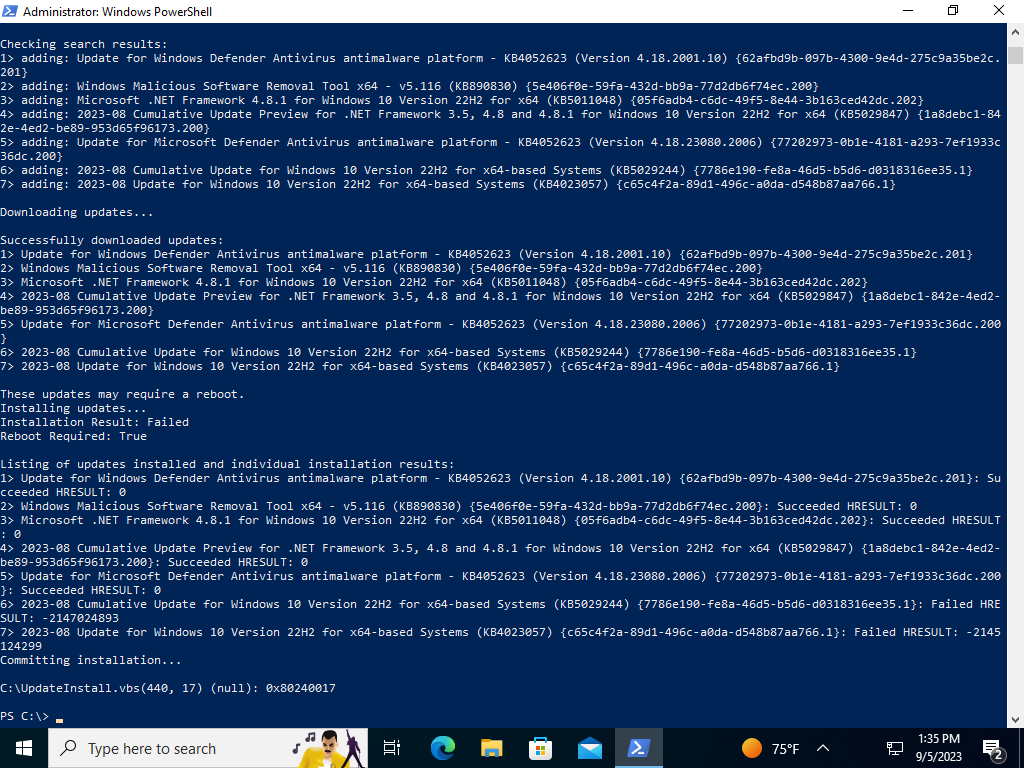 Administrator: Windows PowerShell
Checking search results:
1> adding: Update for Windows Defender Antivirus antimalware platform - KB4052623 (Version 4.18.2001.10) {62afbd9b-097b-4300-9e4d-275c9a35be2c.
201}
2> adding: Windows Malicious Software Removal Tool x64 - v5.116 (KB890830) {5e406f0e-59fa-432d-bb9a-77d2db6f74ec.200}
3> adding: Microsoft .NET Framework 4.8.1 for Windows 10 Version 22H2 for x64 (KB5011048) {05f6adb4-c6dc-49f5-8e44-3b163ced42dc.202}
4> adding: 2023-08 Cumulative Update Preview for .NET Framework 3.5, 4.8 and 4.8.1 for Windows 10 Version 22H2 for x64 (KB5029847) {1a8debc1-84
2e-4ed2-be89-953d65f96173.200}
5> adding: Update for Microsoft Defender Antivirus antimalware platform - KB4052623 (Version 4.18.23080.2006) {77202973-0b1e-4181-a293-7ef1933c
36dc.200}
6> adding: 2023-08 Cumulative Update for Windows 10 Version 22H2 for x64-based Systems (KB5029244) {7786e190-fe8a-46d5-b5d6-d0318316ee35.1}
7> adding: 2023-08 Update for Windows 10 Version 22H2 for x64-based Systems (KB4023057) {c65c4f2a-89d1-496c-a0da-d548b87aa766.1}
Downloading updates...
Successfully downloaded updates:
1> Update for Windows Defender Antivirus antimalware platform - KB4052623 (Version 4.18.2001.10) {62afbd9b-097b-4300-9e4d-275c9a35be2c.201}
2> Windows Malicious Software Removal Tool x64 - v5.116 (KB890830) {5e406f0e-59fa-432d-bb9a-77d2db6f74ec.200}
3> Microsoft .NET Framework 4.8.1 for Windows 10 Version 22H2 for x64 (KB5011048) {05f6adb4-c6dc-49f5-8e44-3b163ced42dc.202}
4> 2023-08 Cumulative Update Preview for .NET Framework 3.5, 4.8 and 4.8.1 for Windows 10 Version 22H2 for x64 (KB5029847) {1a8debc1-842e-4ed2-
be89-953d65f96173.200}
5> Update for Microsoft Defender Antivirus antimalware platform - KB4052623 (Version 4.18.23080.2006) {77202973-0b1e-4181-a293-7ef1933c36dc.200
}
6> 2023-08 Cumulative Update for Windows 10 Version 22H2 for x64-based Systems (KB5029244) {7786e190-fe8a-46d5-b5d6-d0318316ee35.1}
7> 2023-08 Update for Windows 10 Version 22H2 for x64-based Systems (KB4023057) {c65c4f2a-89d1-496c-a0da-d548b87aa766.1}
These updates may require a reboot.
Installing updates...
Installation Result: Failed
Reboot Required: True
Listing of updates installed and individual installation results:
1> Update for Windows Defender Antivirus antimalware platform - KB4052623 (Version 4.18.2001.10) {62afbd9b-097b-4300-9e4d-275c9a35be2c.201}: Su
cceeded HRESULT: 0
2> Windows Malicious Software Removal Tool x64 - v5.116 (KB890830) {5e406f0e-59fa-432d-bb9a-77d2db6f74ec.200}: Succeeded HRESULT: 0
3> Microsoft .NET Framework 4.8.1 for Windows 10 Version 22H2 for x64 (KB5011048) {05f6adb4-c6dc-49f5-8e44-3b163ced42dc.202}: Succeeded HRESULT
: 0
4> 2023-08 Cumulative Update Preview for .NET Framework 3.5, 4.8 and 4.8.1 for Windows 10 Version 22H2 for x64 (KB5029847) {1a8debc1-842e-4ed2-
be89-953d65f96173.200}: Succeeded HRESULT: 0
5> Update for Microsoft Defender Antivirus antimalware platform - KB4052623 (Version 4.18.23080.2006) {77202973-0b1e-4181-a293-7ef1933c36dc.200
}: Succeeded HRESULT: 0
6> 2023-08 Cumulative Update for Windows 10 Version 22H2 for x64-based Systems (KB5029244) {7786e190-fe8a-46d5-b5d6-d0318316ee35.1}: Failed HRE
SULT: -2147024893
7> 2023-08 Update for Windows 10 Version 22H2 for x64-based Systems (KB4023057) {c65c4f2a-89d1-496c-a0da-d548b87aa766.1}: Failed HRESULT: -2145
124299
Committing installation...
C:\UpdateInstall.vbs(440, 17) (null): 0x80240017
PS C:\>
Type here to search
75°F
1:35 PM
9/5/2023
2